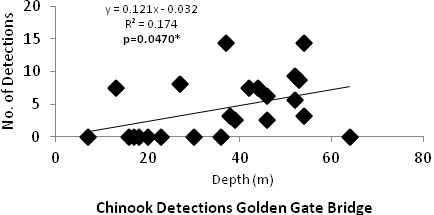 y = 0.121x - 0.032
R² = 0.174
p=0.0470*
20
15
10
5
0
No. of Detections
0 20 40 60 80
Depth (m)
Chinook Detections Golden Gate Bridge